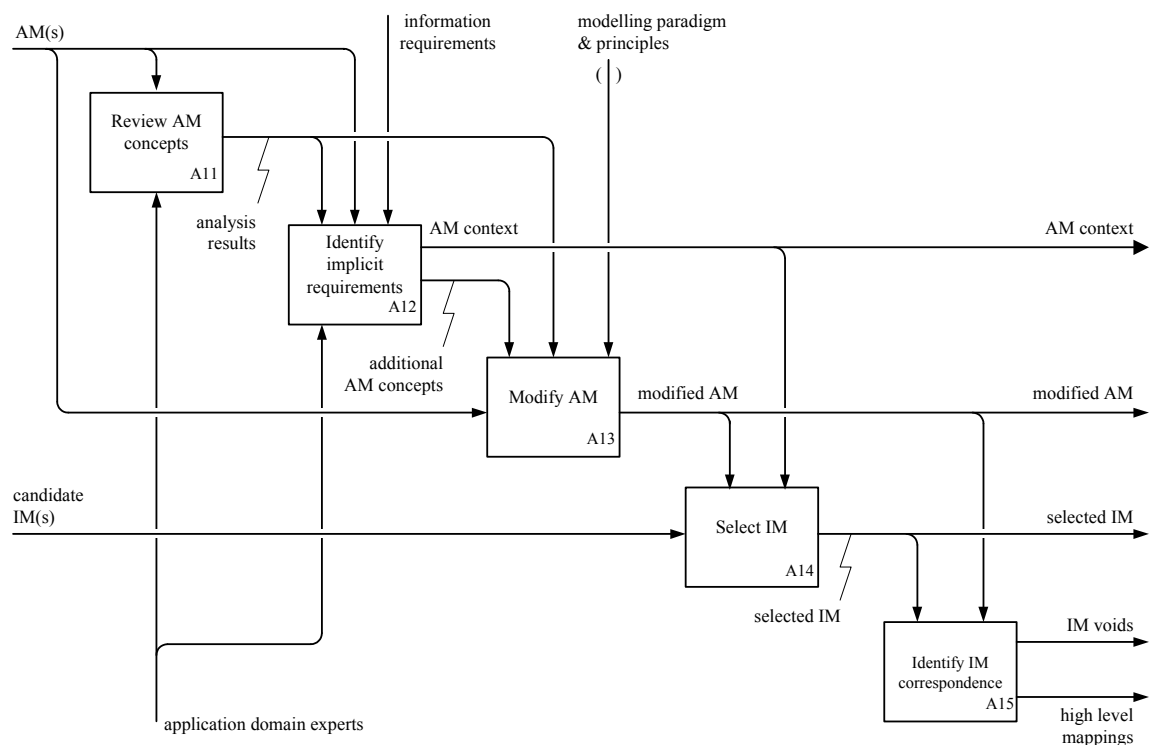 AM(s)
information
requirements
modelling paradigm
& principles
( )
Review AM
concepts
A11
analysis
results
Identify
implicit
requirements
A12
AM context
AM context
additional
AM concepts
Modify AM
A13
modified AM
modified AM
candidate
IM(s)
Select IM
A14
selected IM
selected IM
Identify IM
correspondence
A15
IM voids
high level
mappings
application domain experts